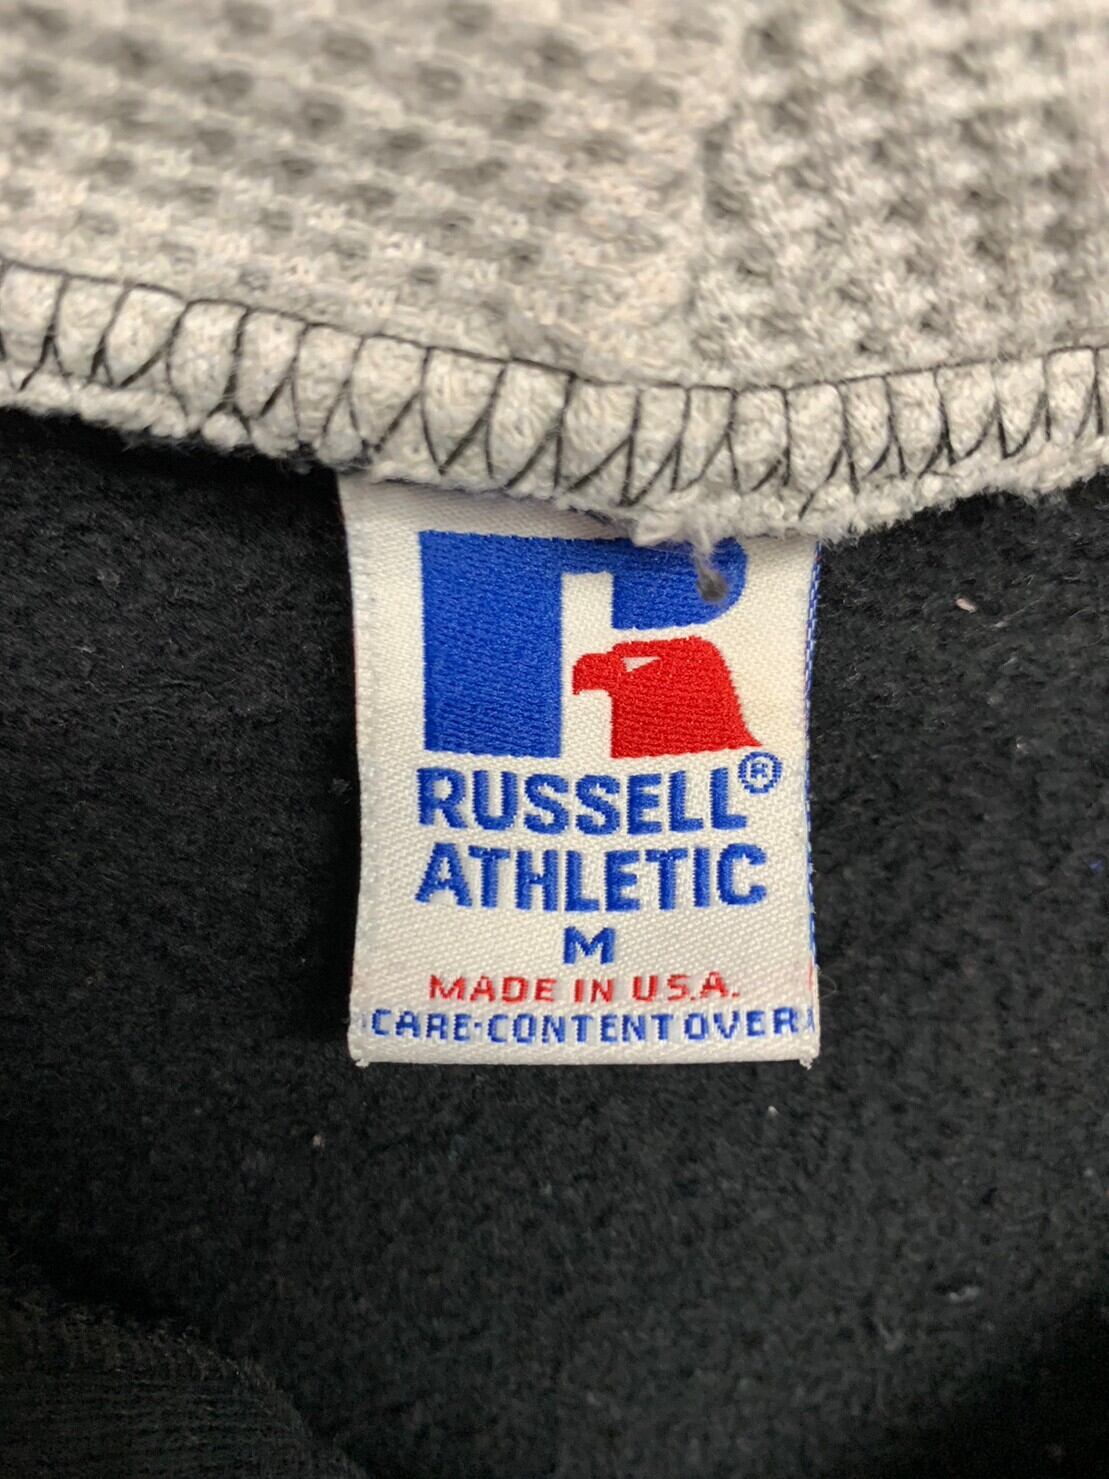 R
RUSSELL®
ATHLETIC
M
MADE IN U.S.A.
CARE·CONTENT OVER